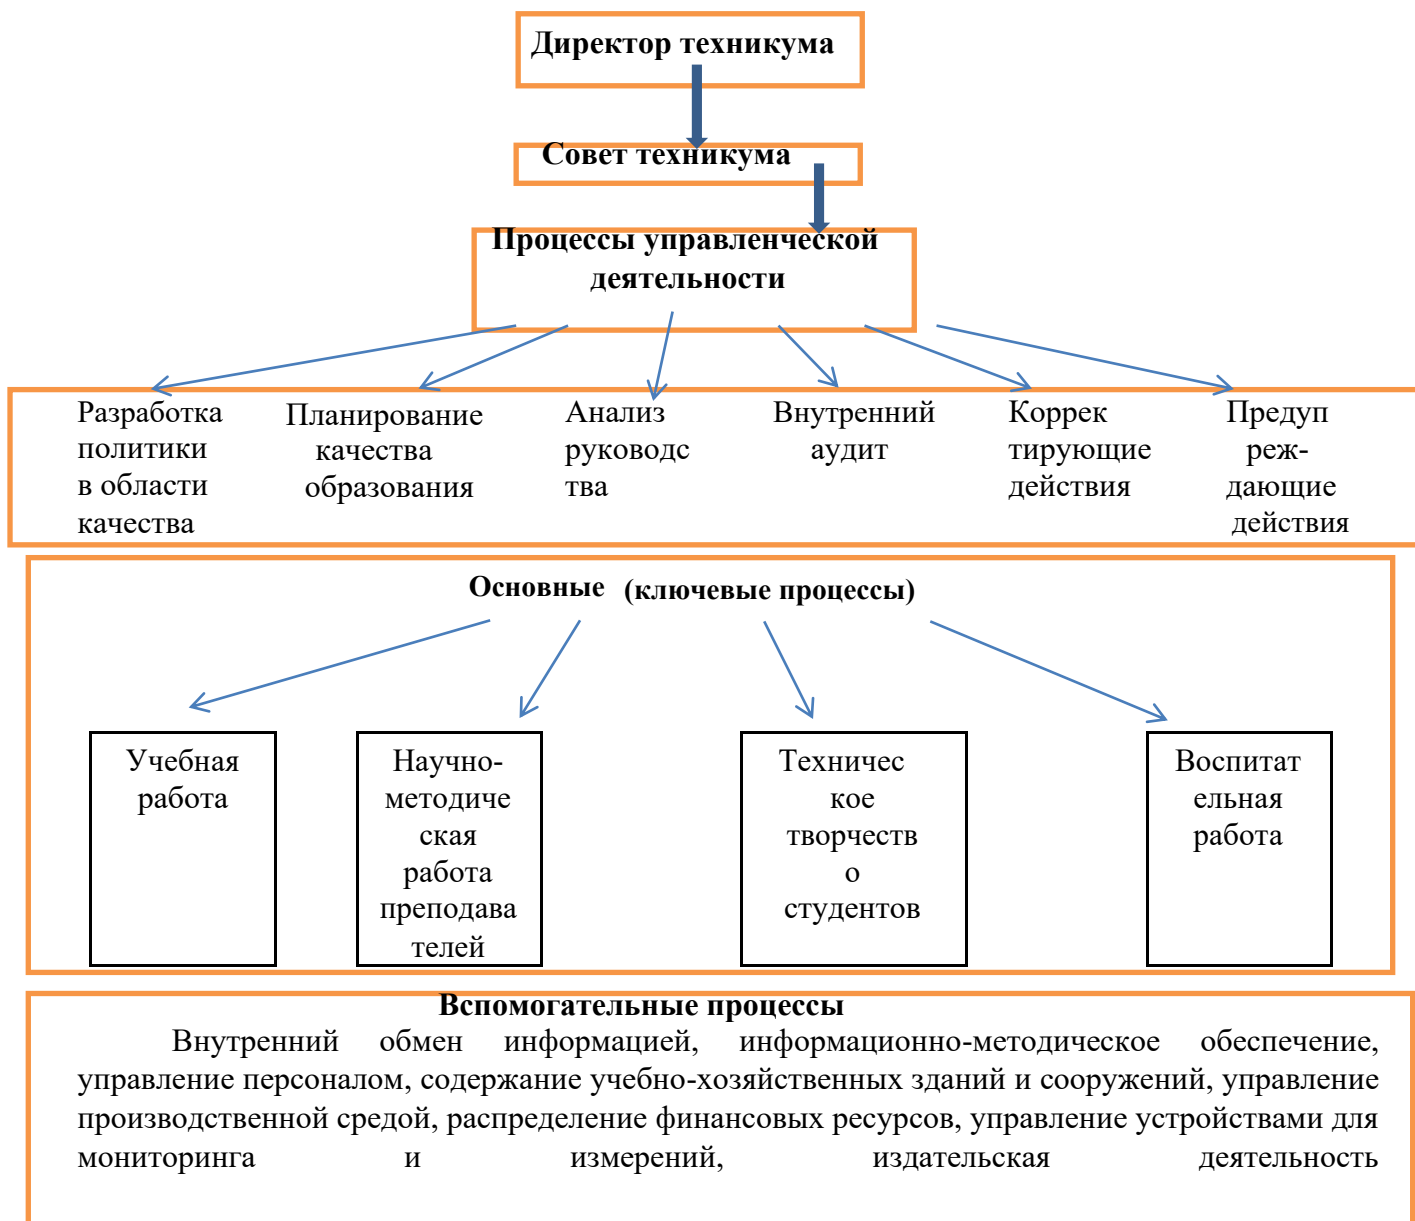 Директор техникума
Совет техникума
Процессы управленческой
деятельности
Разработка
политики
в области
качества
Планирование
качества
образования
Анализ
руководс
тва
Внутренний
аудит
Коррек
тирующие
действия
Предуп
реж-
дающие
действия
Основные (ключевые процессы)
Учебная
работа
Научно-
методиче
ская
работа
преподава
телей
Техничес
кое
творчеств
о
студентов
Воспитат
ельная
работа
Вспомогательные процессы
Внутренний обмен информацией, информационно-методическое обеспечение,
управление персоналом, содержание учебно-хозяйственных зданий и сооружений, управление
производственной средой, распределение финансовых ресурсов, управление устройствами для
мониторинга и измерений, издательская деятельность